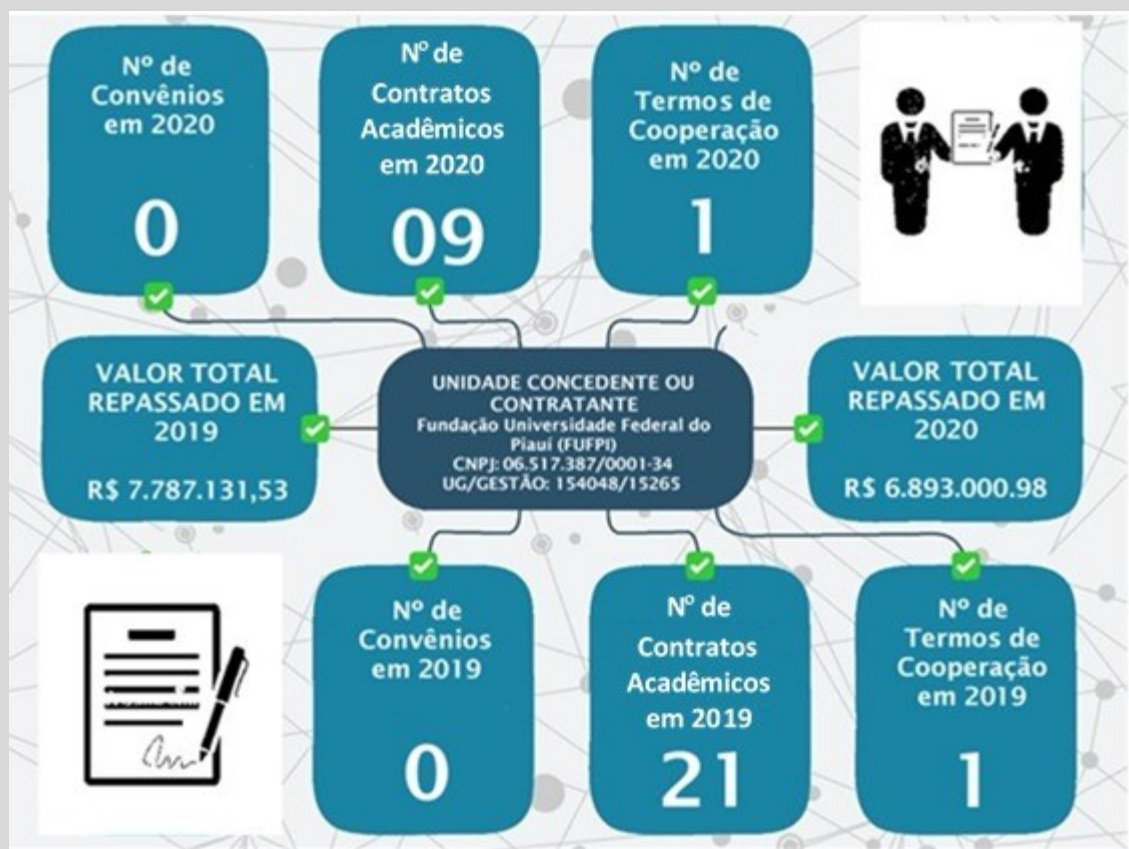 Nº de
Convênios
em 2020
0
Nº de
Contratos
Acadêmicos
em 2020
09
Nº de
Termos de
Cooperação
em 2020
1
VALOR TOTAL
REPASSADO EM
2019
R$ 7.787.131,53
UNIDADE CONCEDENTE OU
CONTRATANTE
Fundação Universidade Federal do
Piauí (FUFPI)
CNPJ: 06.517.387/0001-34
UG/GESTÃO: 154048/15265
VALOR TOTAL
REPASSADO EM
2020
R$ 6.893.000.98
Nº de
Convênios
em 2019
0
Nº de
Contratos
Acadêmicos
em 2019
21
Nº de
Termos de
Cooperação
em 2019
1